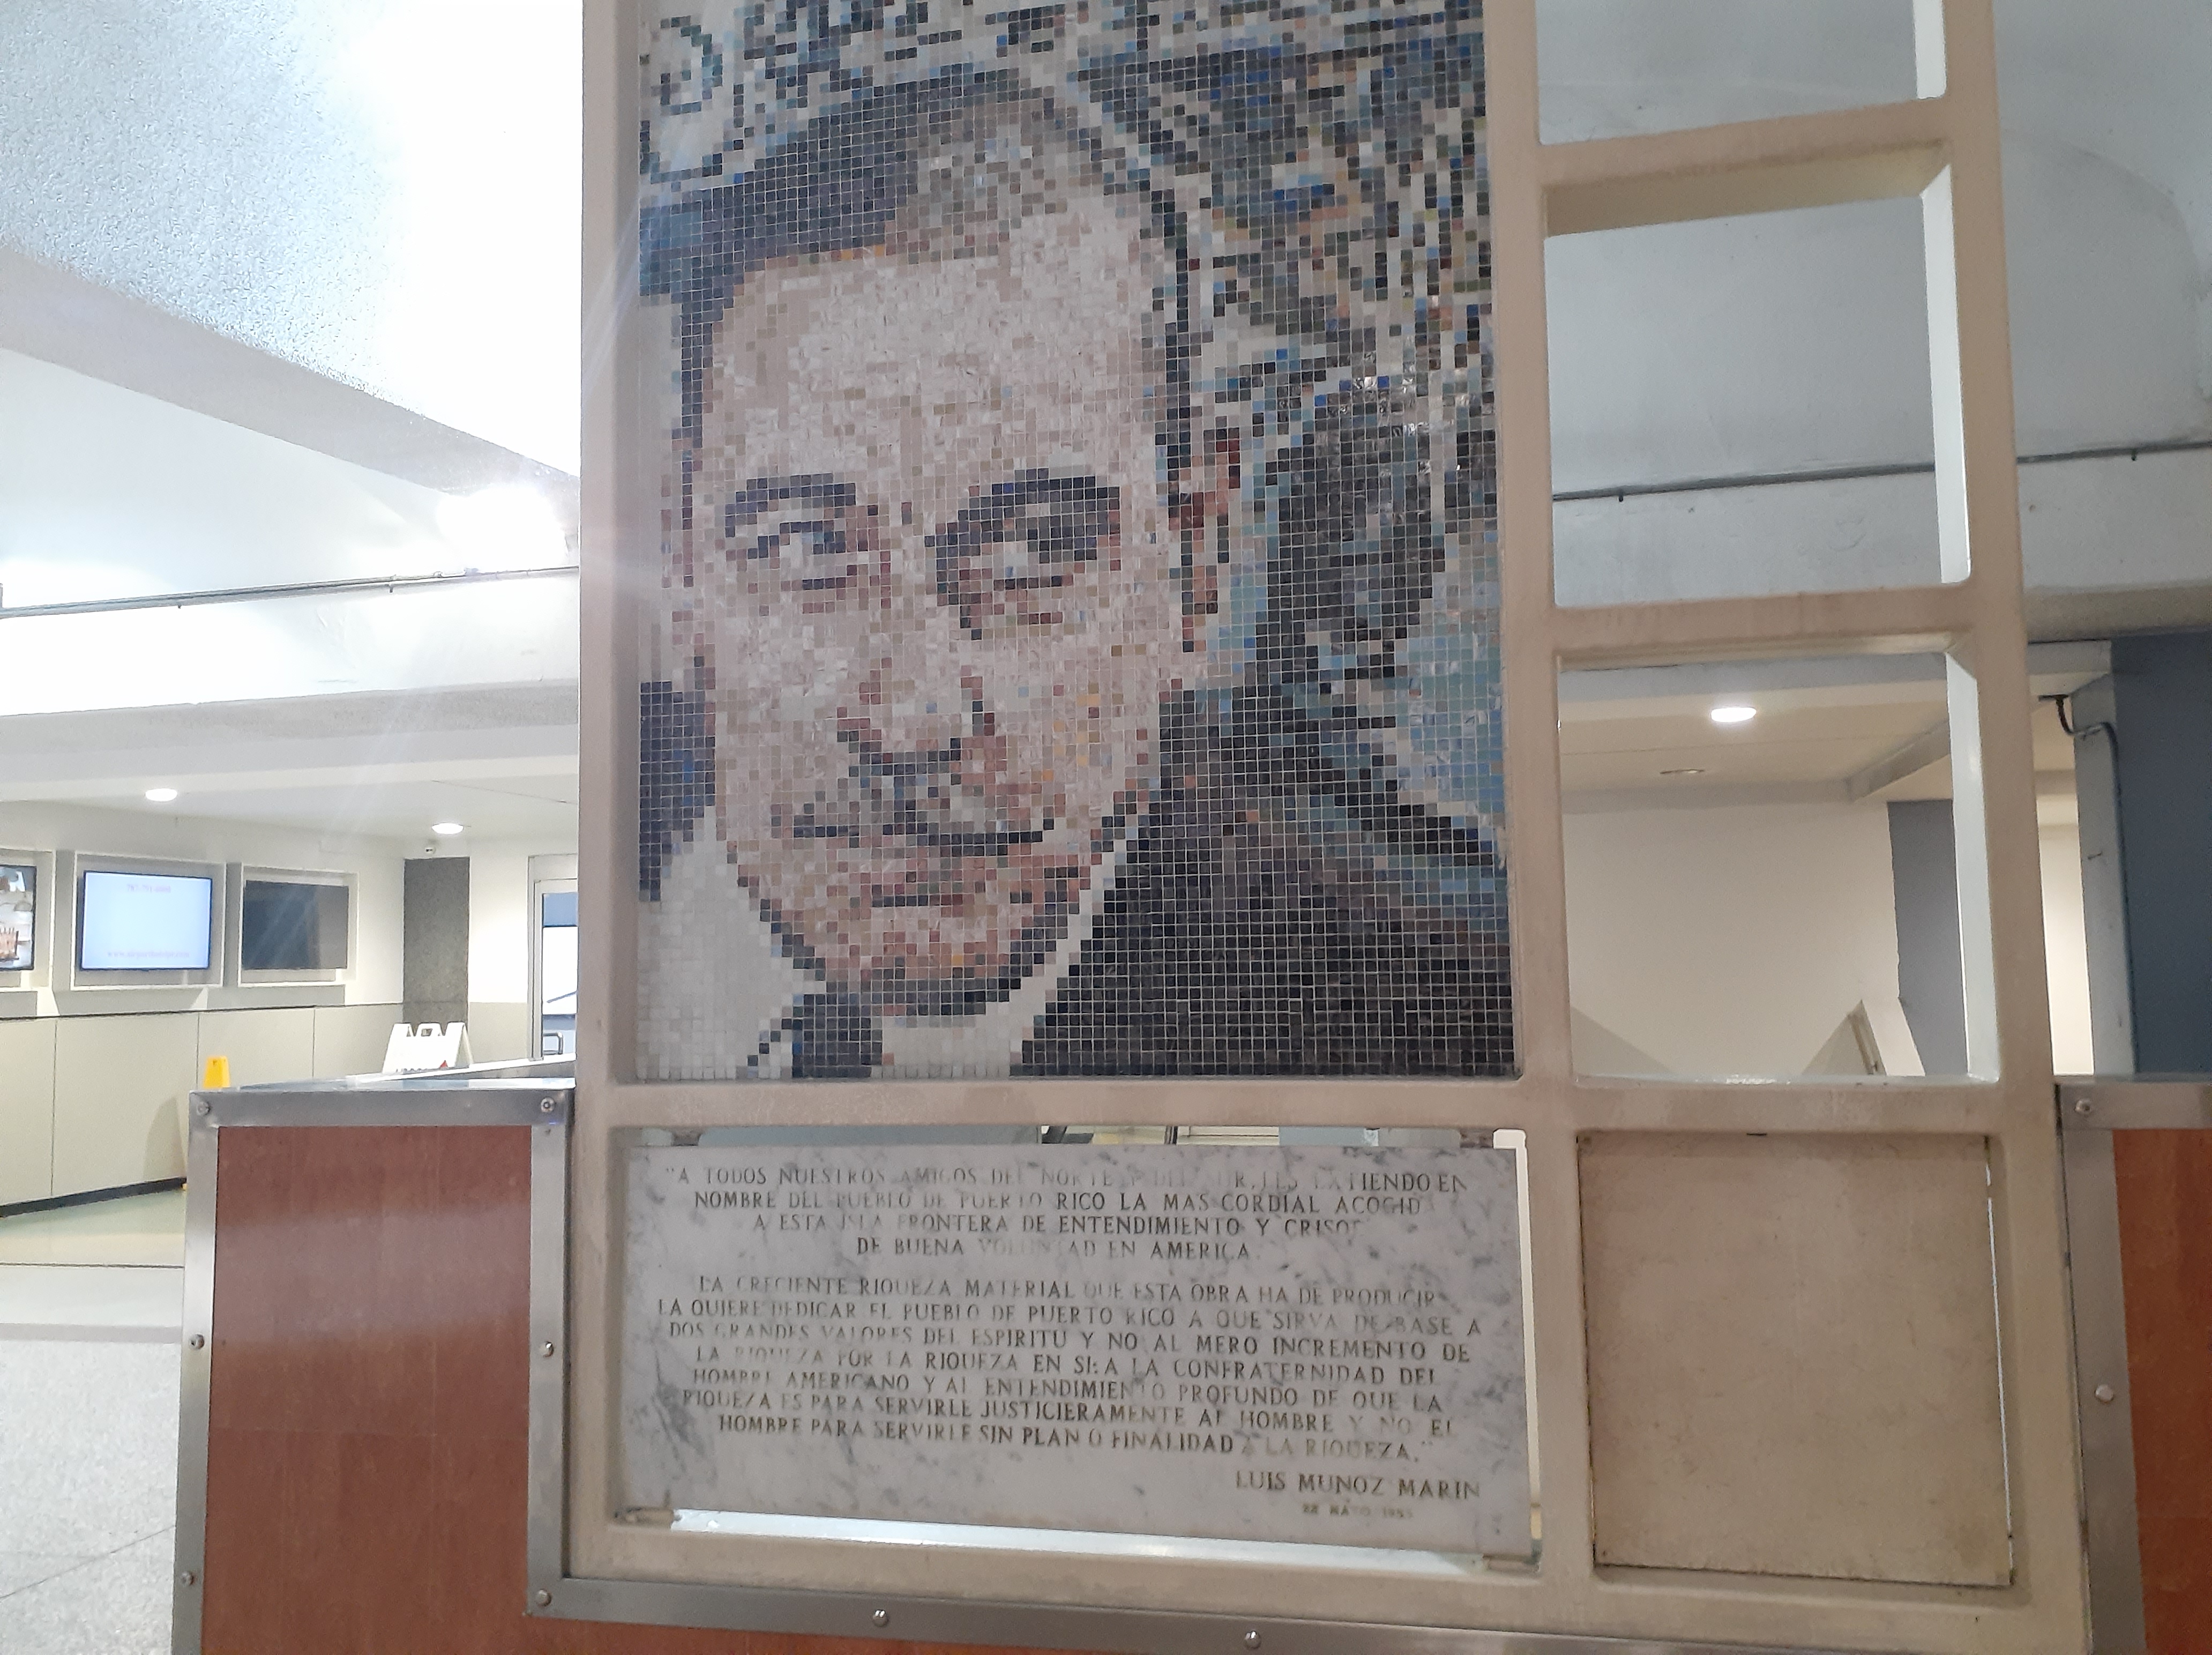 "A TODOS NUESTROS AMIGOS DEL NORTE Y DEL SUR, LES EXTIENDO EN
NOMBRE DEL PUEBLO DE PUERTO RICO LA MAS CORDIAL ACOGID
A ESTA ISLA FRONTERA DE ENTENDIMIENTO Y CRISO
DE BUENA VOLUNTAD EN AMERICA.
LA CRECIENTE RIQUEZA MATERIAL QUE ESTA OBRA HA DE PRODUCIR
LA QUIERE DEDICAR EL PUEBLO DE PUERTO RICO A QUE SIRVA DE BASE A
DOS GRANDES VALORES DEL ESPIRITU Y NO AL MERO INCREMENTO DE
LA RIQUEZA POR LA RIQUEZA EN SI: A LA CONFRATERNIDAD DEL
HOMBRE AMERICANO Y AL ENTENDIMIENTO PROFUNDO DE QUE LA
RIQUEZA ES PARA SERVIRLE JUSTICIERAMENTE AL HOMBRE Y NO EL
HOMBRE PARA SERVIRLE SIN PLAN O FINALIDAD A LA RIQUEZA."
LUIS MUNOZ MARIN
22 MAYO 1955